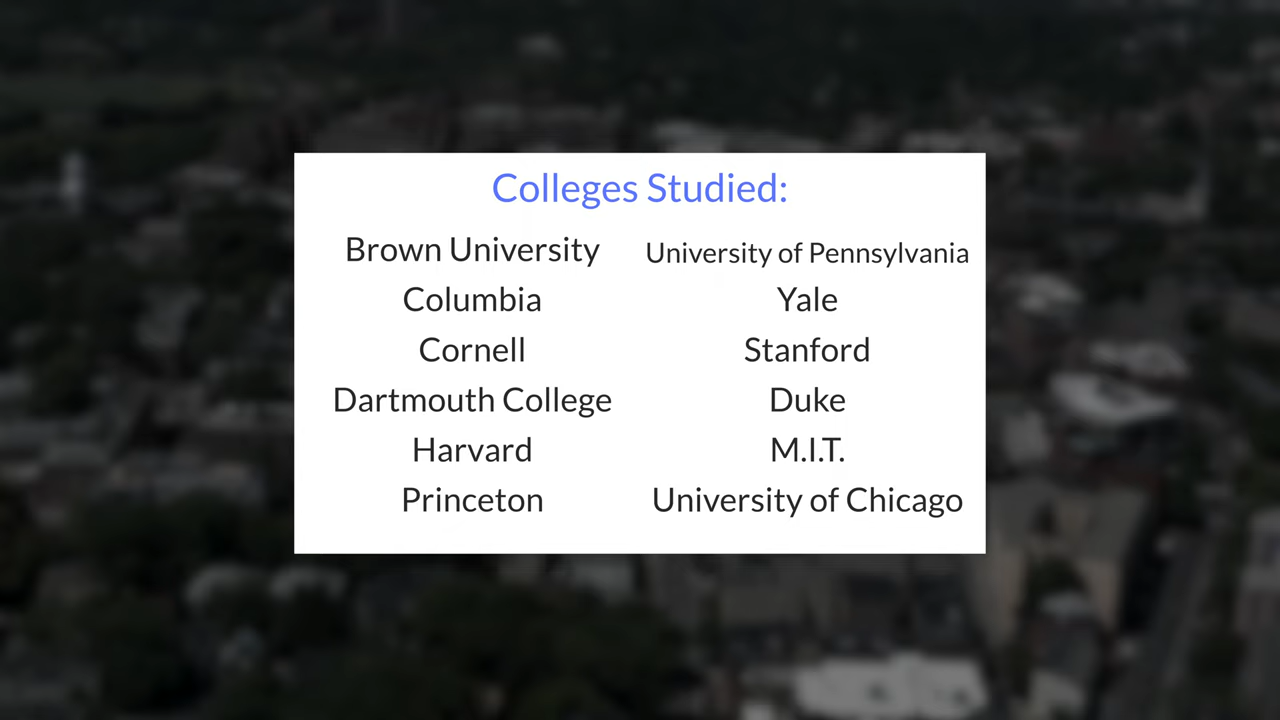 Colleges Studied:
Brown University
Columbia
Cornell
Dartmouth College
Harvard
Princeton
University of Pennsylvania
Yale
Stanford
Duke
M.I.T.
University of Chicago